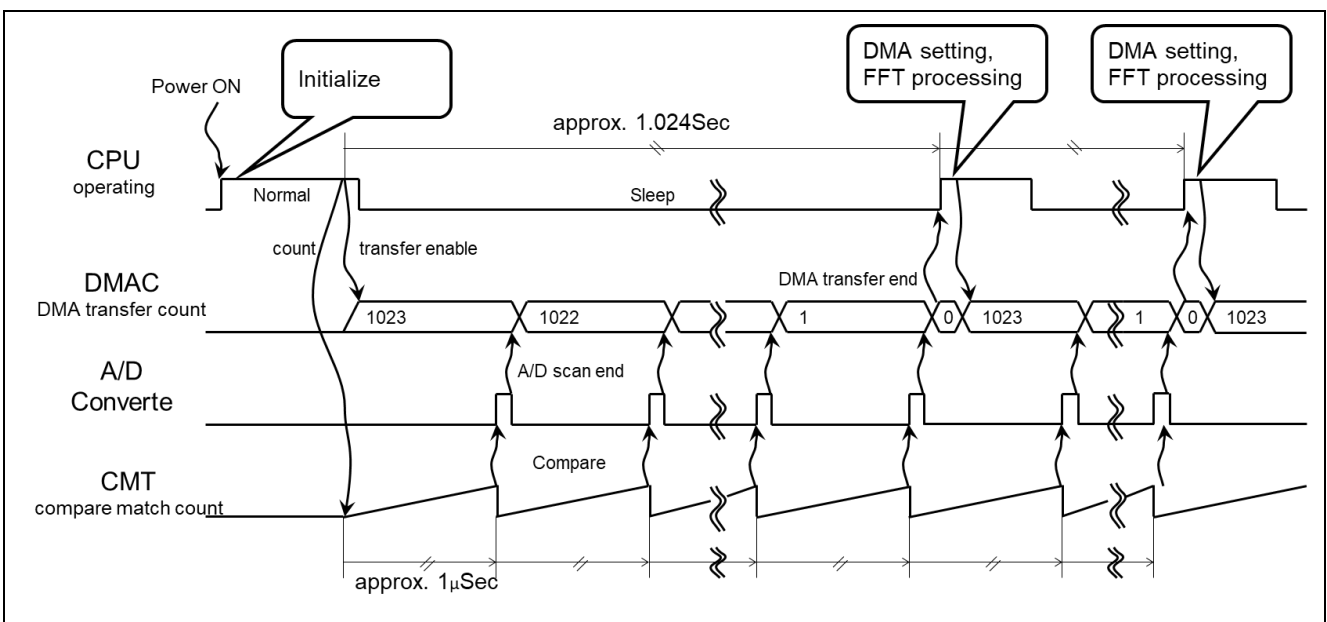 DMA setting,
FFT processing
DMA setting,
FFT processing
Initialize
Power ON
approx. 1.024Sec
CPU
operating
Normal
Sleep
count
transfer enable
DMA transfer end
DMAC
DMA transfer count
1023
1022
1
0
1023
1
0
1023
A/D
Converte
A/D scan end
Compare
CMT
compare match count
approx. 1μSec